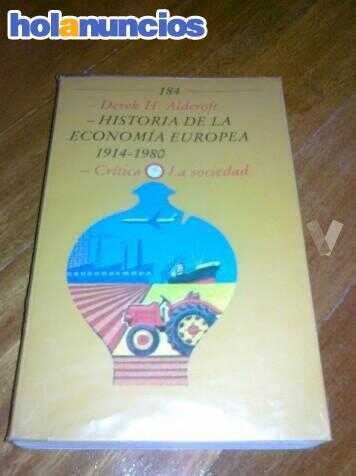 holanuncios
184
– Derek H. Aldcroft
– HISTORIA DE LA
ECONOMÍA EUROPEA
1914-1980
– Crítica La sociedad
V